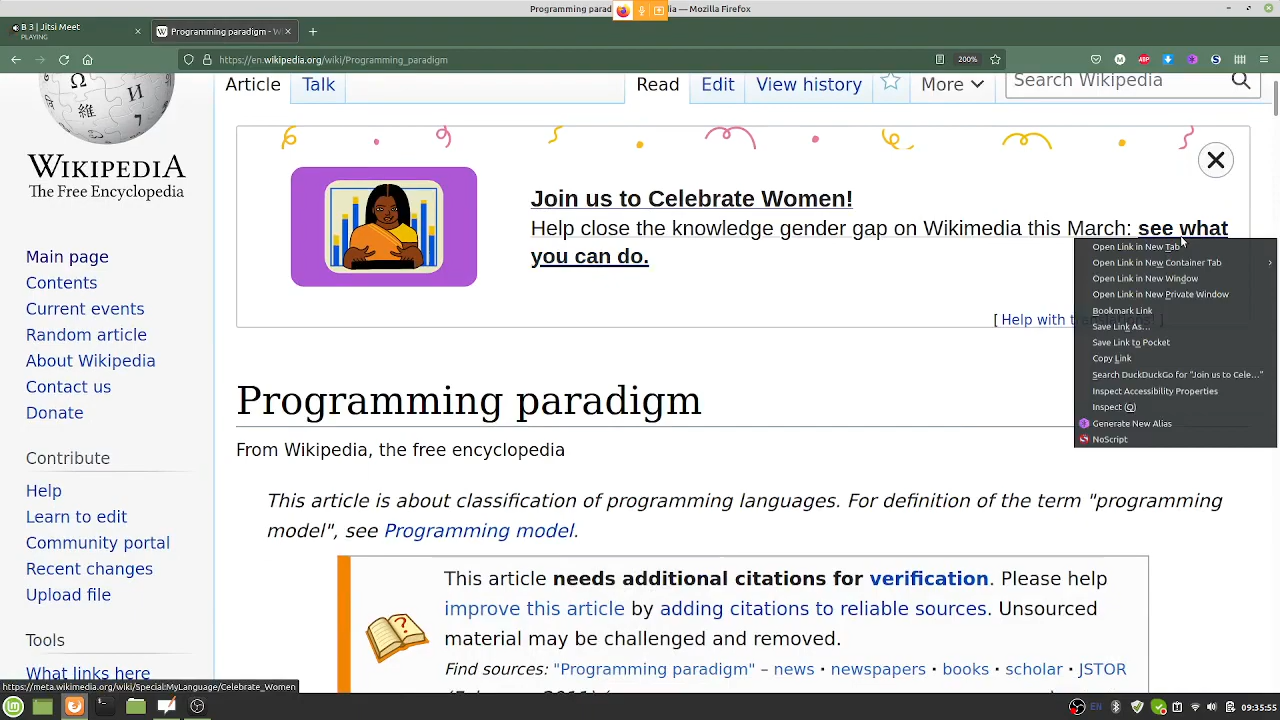 Programming parad
ia — Mozilla Firefox
B 3 | Jitsi Meet
PLAYING
Programming paradigm - W
https://en.wikipedia.org/wiki/Programming_paradigm
200%
Article
Talk
Read
Edit
View history
More
Search Wikipedia
WIKIPEDIA
The Free Encyclopedia
Join us to Celebrate Women!
Help close the knowledge gender gap on Wikimedia this March: see what
you can do.
[ Help with translations! ]
Open Link in New Tab
Open Link in New Container Tab
Open Link in New Window
Open Link in New Private Window
Bookmark Link
Save Link As...
Save Link to Pocket
Copy Link
Search DuckDuckGo for "Join us to Cele..."
Inspect Accessibility Properties
Inspect (Q)
Generate New Alias
NoScript
Main page
Contents
Current events
Random article
About Wikipedia
Contact us
Donate
Contribute
Help
Learn to edit
Community portal
Recent changes
Upload file
Tools
What links here
Programming paradigm
From Wikipedia, the free encyclopedia
This article is about classification of programming languages. For definition of the term "programming
model", see Programming model.
This article needs additional citations for verification. Please help
improve this article by adding citations to reliable sources. Unsourced
material may be challenged and removed.
Find sources: "Programming paradigm" – news · newspapers · books · scholar · JSTOR
https://meta.wikimedia.org/wiki/Special:MyLanguage/Celebrate_Women
EN
09:35:55